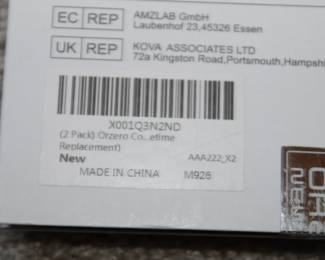 EC REP
AMZLAB GmbH
Laubenhof 23,45326 Essen
UK REP
KOVA ASSOCIATES LTD
72a Kingston Road,Portsmouth,Hampshi
X001Q3N2ND
(2 Pack) Orzero Co...etime
Replacement)
New
AAA222_X2
MADE IN CHINA
M926